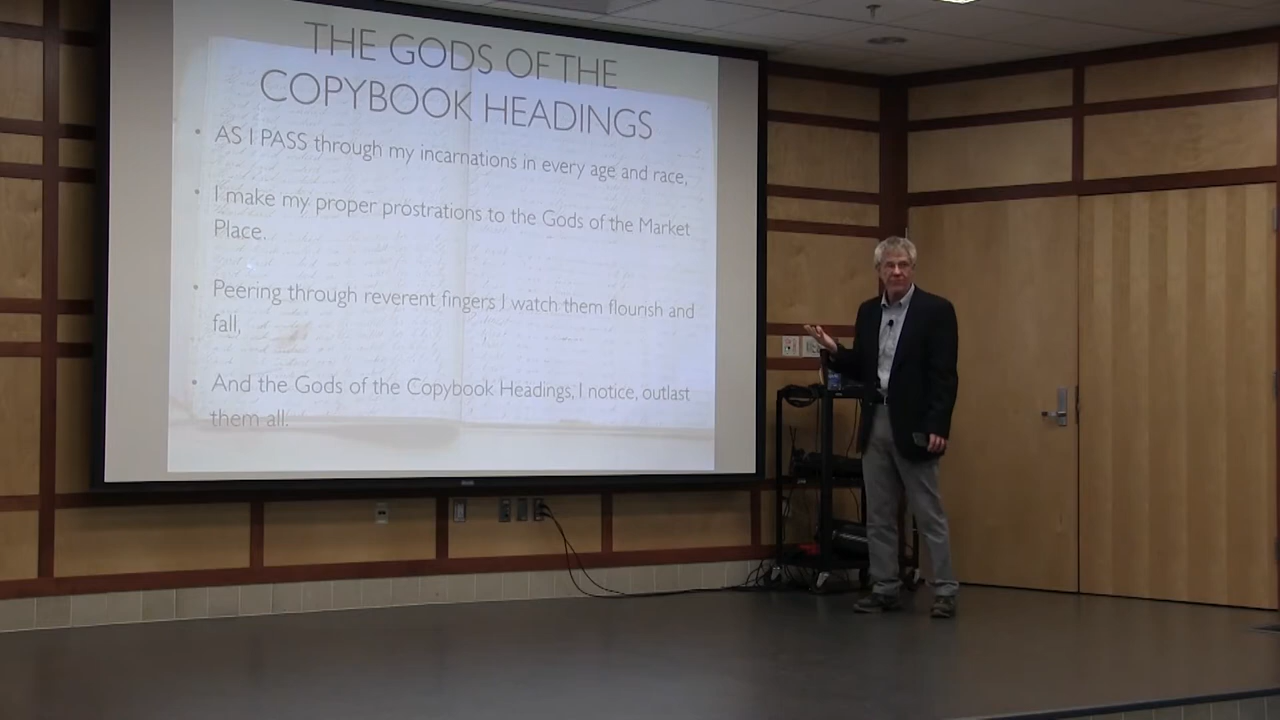 THE GODS OF THE
COPYBOOK HEADINGS
• AS I PASS through my incarnations in every age and race,
• I make my proper prostrations to the Gods of the Market
Place.
• Peering through reverent fingers I watch them flourish and
fall,
• And the Gods of the Copybook Headings, I notice, outlast
them all.